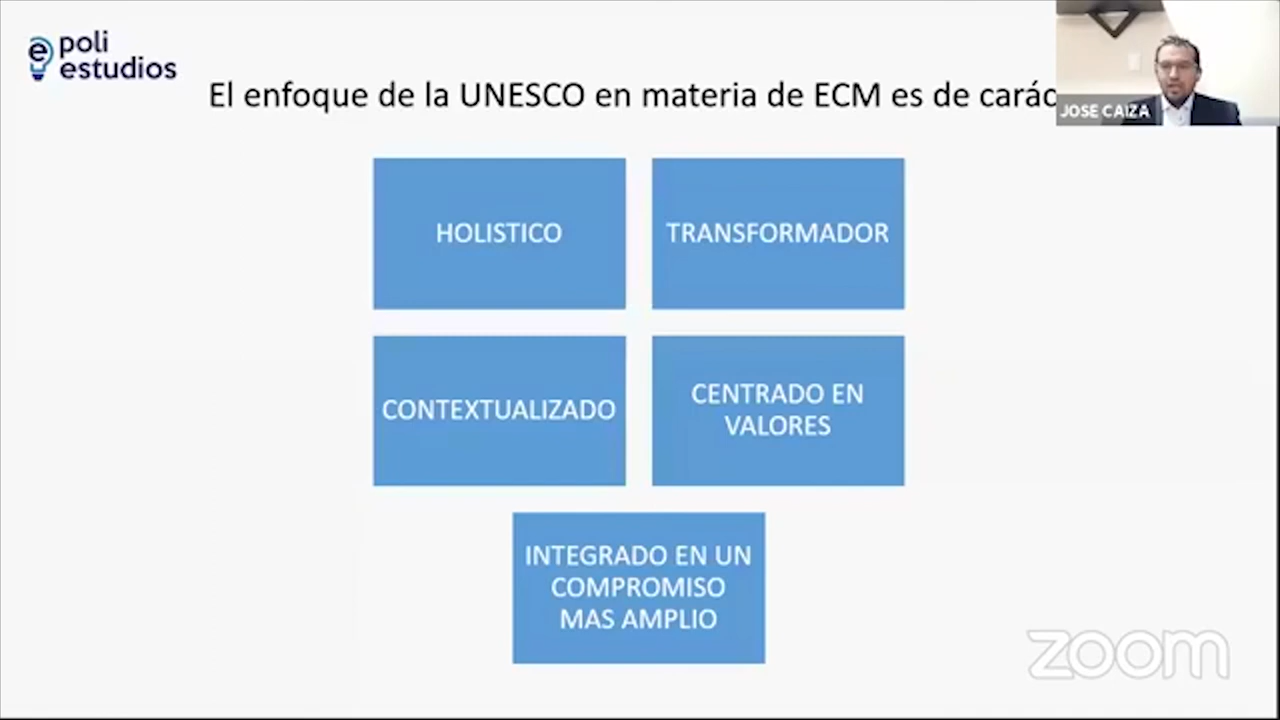 poli
estudios
El enfoque de la UNESCO en materia de ECM es de carác
JOSE CAIZA
HOLISTICO
TRANSFORMADOR
CONTEXTUALIZADO
CENTRADO EN
VALORES
INTEGRADO EN UN
COMPROMISO
MAS AMPLIO
zoom